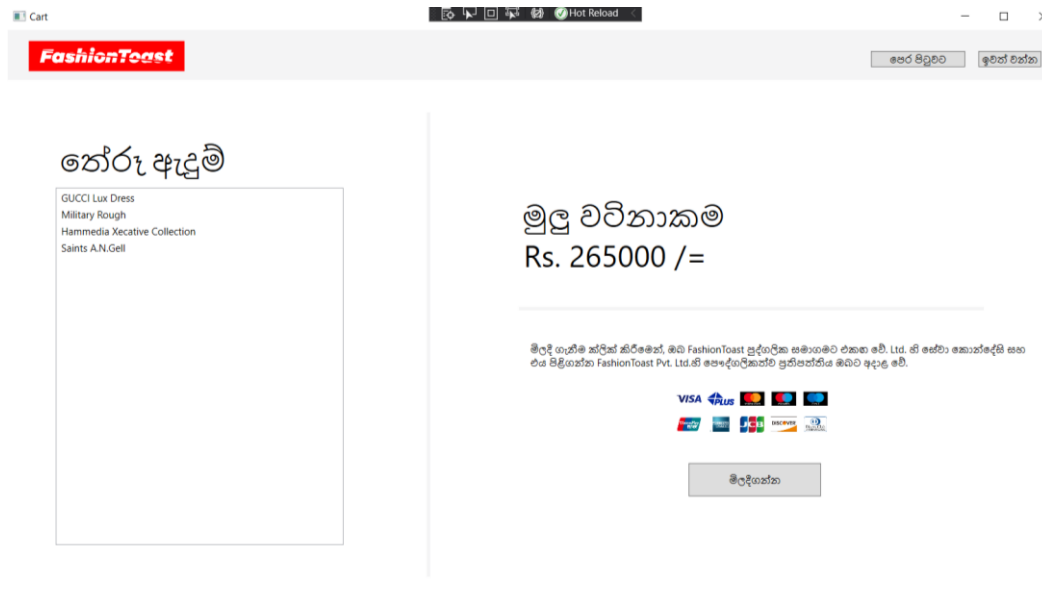 Cart
Hot Reload
FashionToast
පෙර පිටුවට
ඉවත් වන්න
තේරූ ඇඳුම්
GUCCI Lux Dress
Military Rough
Hammedia Xecative Collection
Saints A.N.Gell
මුලු වටිනාකම
Rs. 265000 /=
මිලදී ගැනීම ක්ලික් කිරීමෙන්, ඔබ FashionToast පුද්ගලික සමාගමට එකඟ වේ. Ltd. හි සේවා කොන්දේසි සහ
එය පිළිගන්න FashionToast Pvt. Ltd.හි පෞද්ගලිකත්ව ප්‍රතිපත්තිය ඔබට අදාළ වේ.
VISA PLUS
JCB DISCOVER
මිලදීගන්න